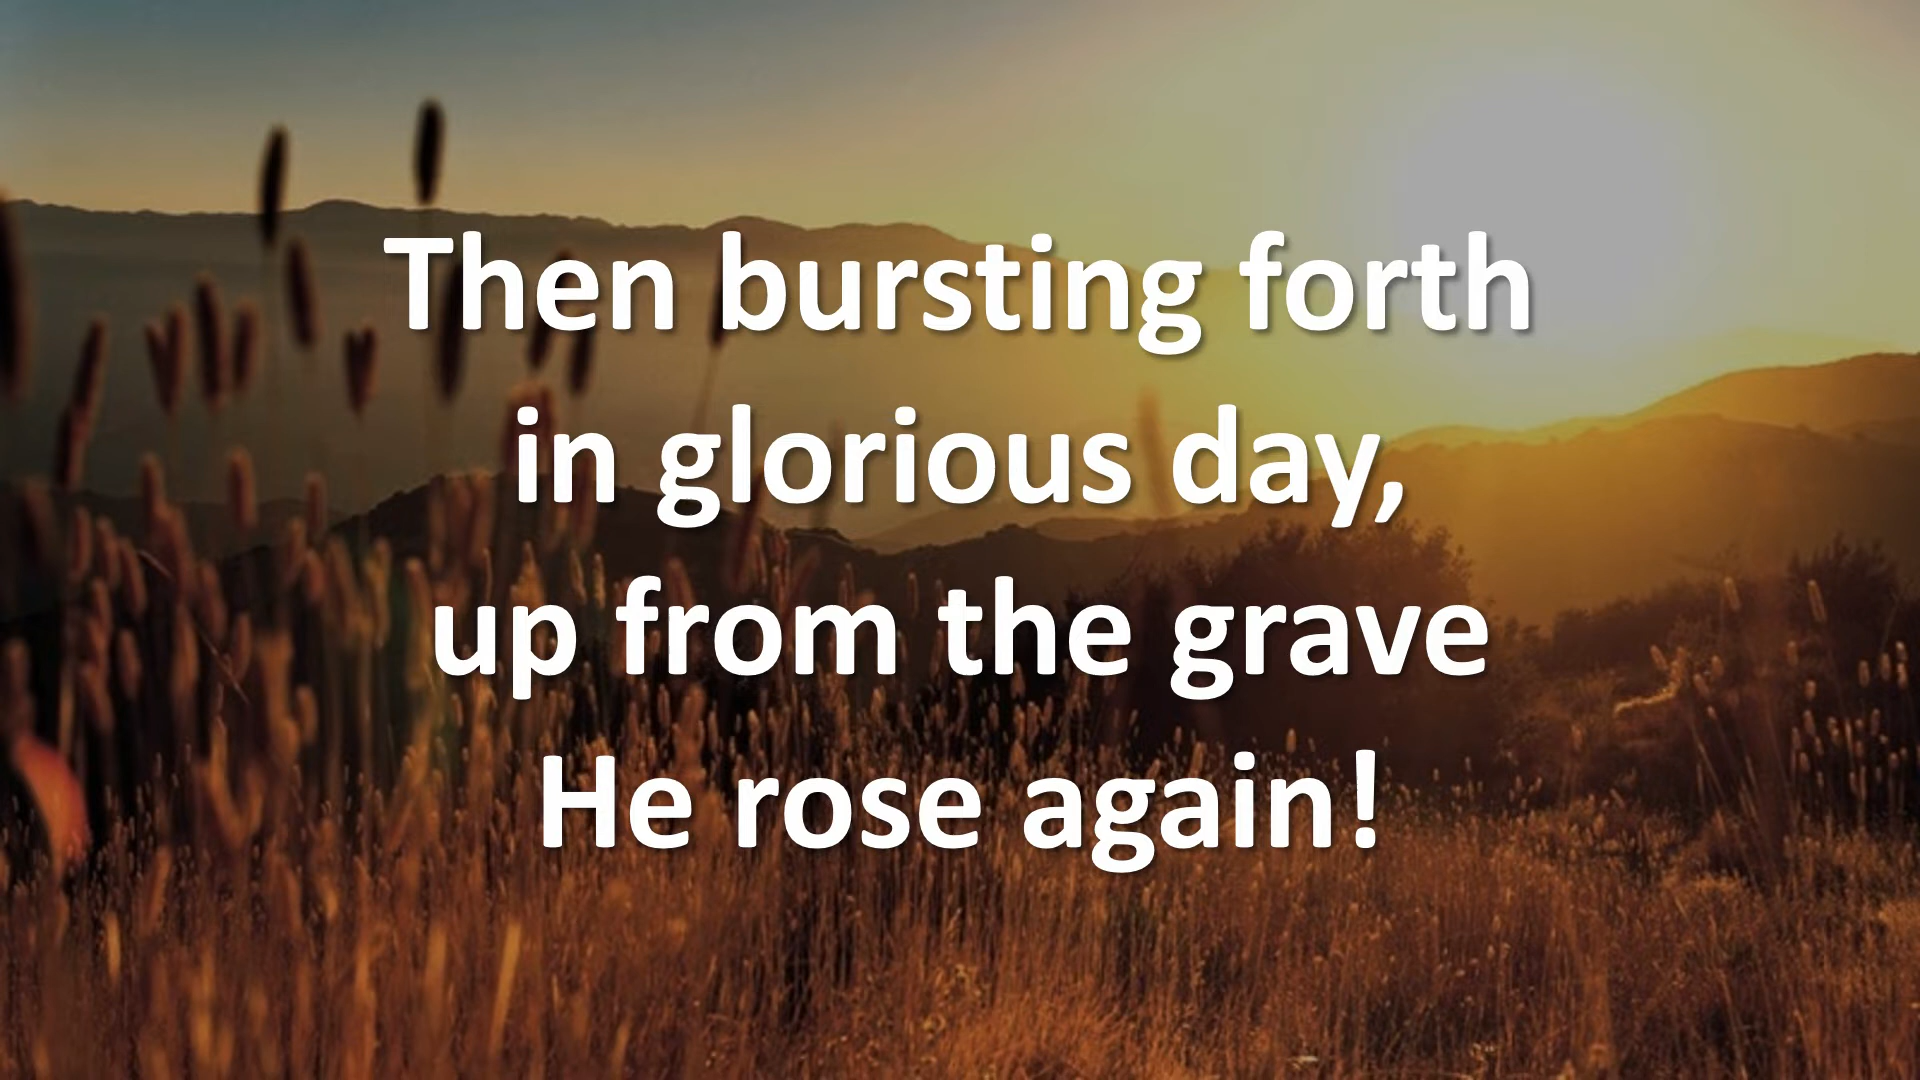 Then bursting forth
in glorious day,
up from the grave
He rose again!